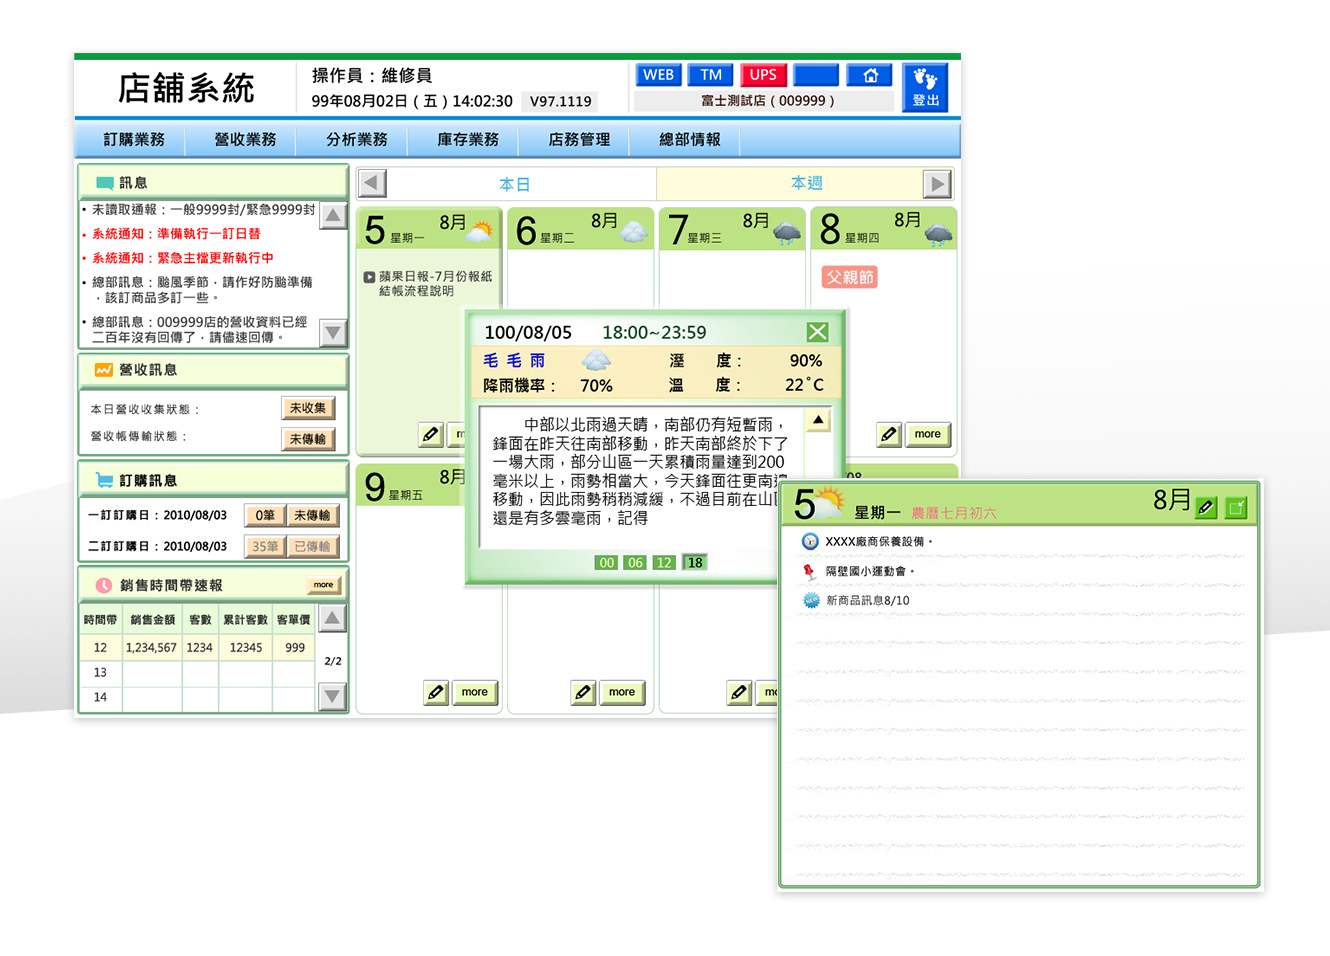 店舖系統
操作員：維修員
99年08月02日（五）14:02:30 V97.1119
WEB TM UPS
富士測試店（009999）
登出
訂購業務 營收業務 分析業務 庫存業務 店務管理 總部情報
訊息
・未讀取通報：一般9999封/緊急9999封
・系統通知：準備執行一訂日替
・系統通知：緊急主檔更新執行中
・總部訊息：颱風季節，請作好防颱準備
，該訂商品多訂一些。
・總部訊息：009999店的營收資料已經
二百年沒有回傳了，請儘速回傳。
營收訊息
本日營收收集狀態： 未收集
營收帳傳輸狀態： 未傳輸
訂購訊息
一訂訂購日：2010/08/03 0筆 未傳輸
二訂訂購日：2010/08/03 35筆 已傳輸
銷售時間帶速報 more
時間帶 銷售金額 客數 累計客數 客單價
12 1,234,567 1234 12345 999
13
14
2/2
本日 本週
5 星期一 8月
6 星期二 8月
7 星期三 8月
8 星期四 8月
蘋果日報-7月份報紙
結帳流程說明
父親節
more
9 星期五 8月
more
more
100/08/05 18:00~23:59
毛毛雨 溼度： 90%
降雨機率： 70% 溫度： 22˚C
中部以北雨過天晴，南部仍有短暫雨，
鋒面在昨天往南部移動，昨天南部終於下了
一場大雨，部分山區一天累積雨量達到200
毫米以上，雨勢相當大，今天鋒面往更南邊
移動，因此雨勢稍稍減緩，不過目前在山
還是有多雲毫雨，記得
00 06 12 18
5 星期一 農曆七月初六 8月
XXXX廠商保養設備。
隔壁國小運動會。
新商品訊息8/10